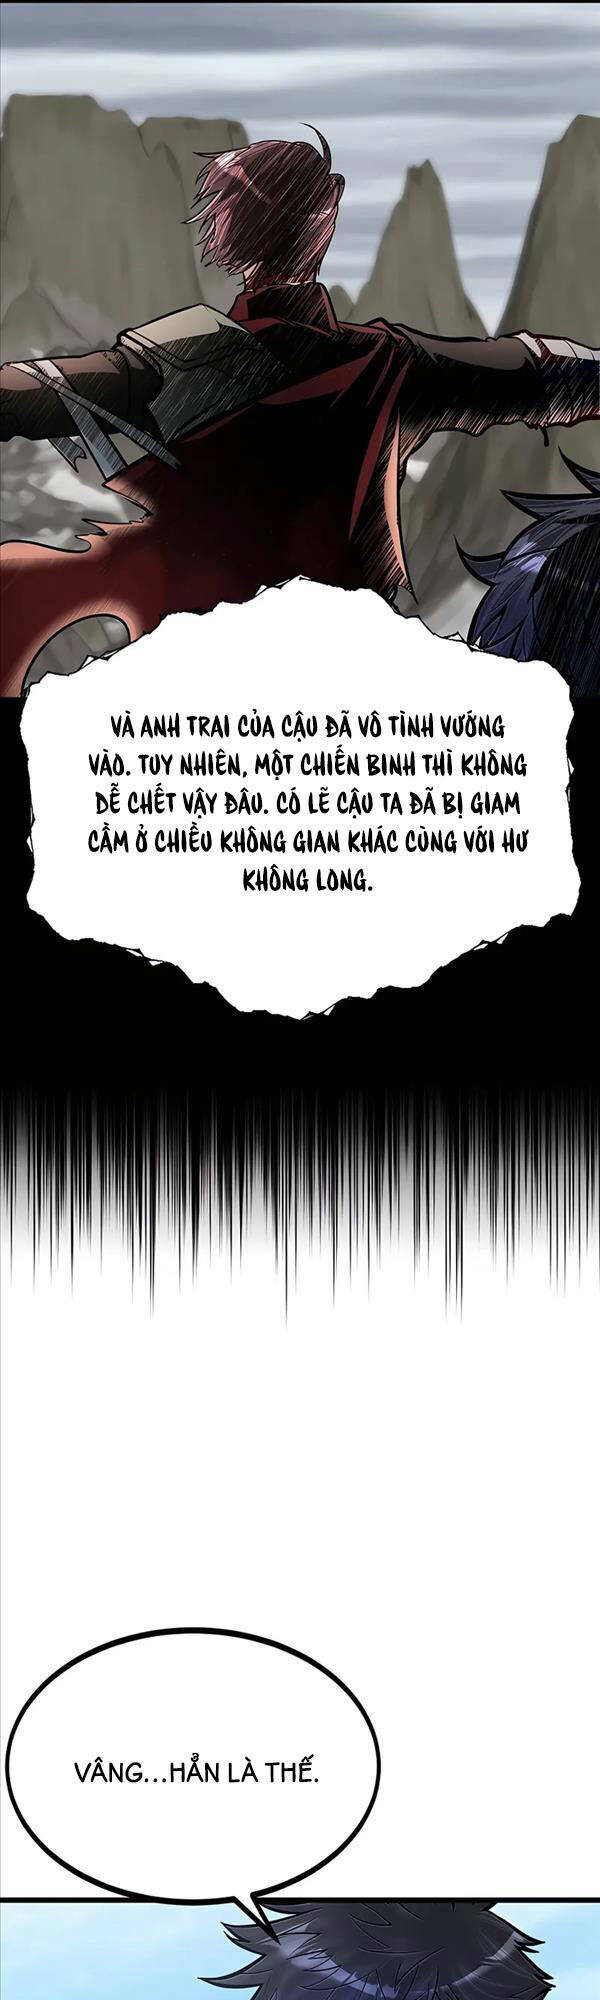 VÀ ANH TRAI CỦA CẬU ĐÃ VÔ TÌNH VƯỚNG
VÀO. TUY NHIÊN, MỘT CHIẾN BINH THÌ KHÔNG
DỄ CHẾT VẬY ĐÂU. CÓ LẼ CẬU TA ĐÃ BỊ GIAM
CẦM Ở CHIỀU KHÔNG GIAN KHÁC CÙNG VỚI HƯ
KHÔNG LONG.
VÂNG...HẲN LÀ THẾ.